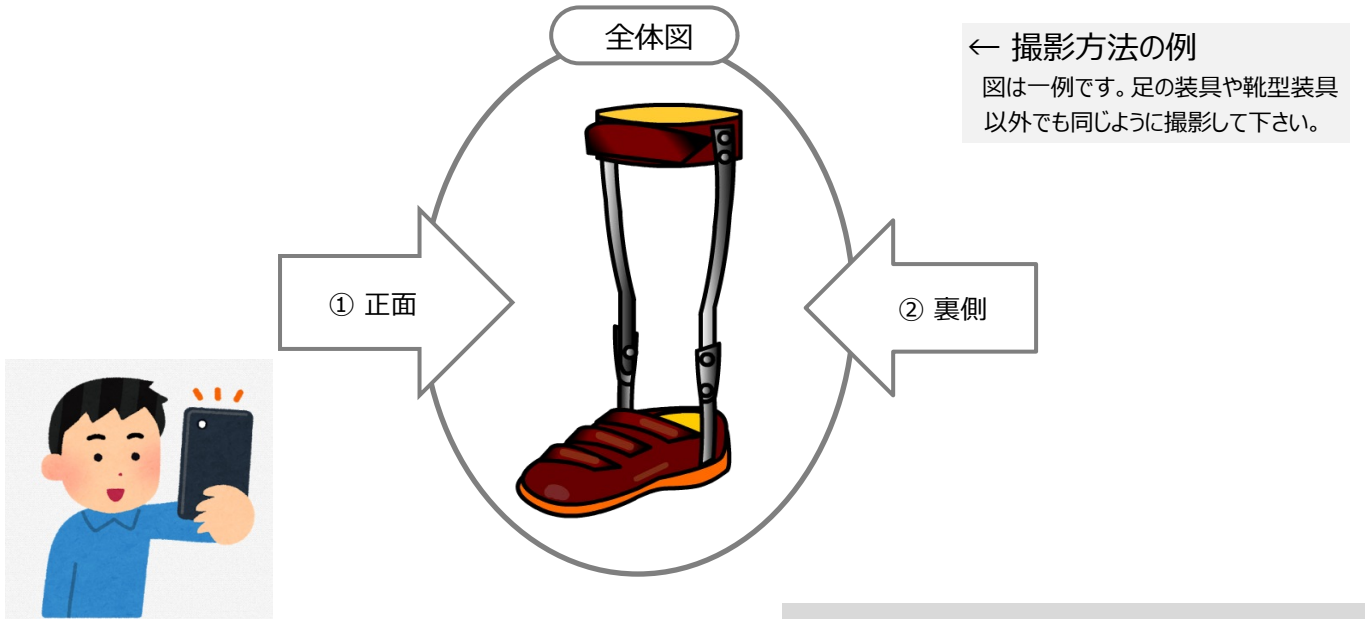 全体図
← 撮影方法の例
図は一例です。足の装具や靴型装具
以外でも同じように撮影して下さい。
① 正面
② 裏側